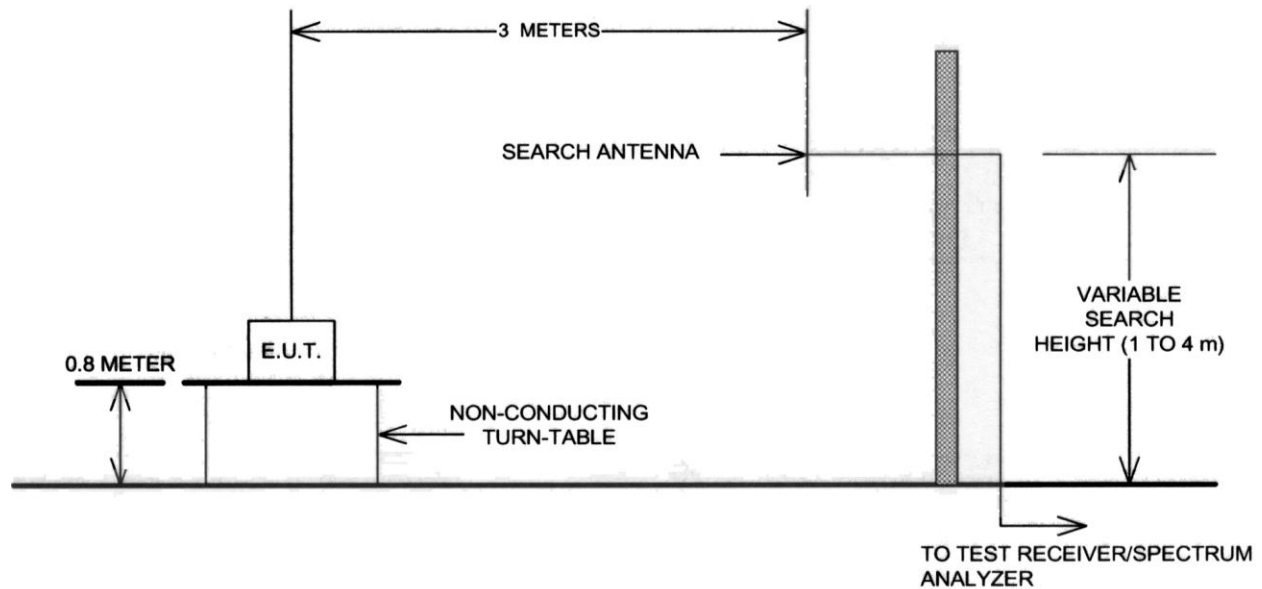 3 METERS
SEARCH ANTENNA
E.U.T.
0.8 METER
NON-CONDUCTING
TURN-TABLE
VARIABLE
SEARCH
HEIGHT (1 TO 4 m)
TO TEST RECEIVER/SPECTRUM
ANALYZER